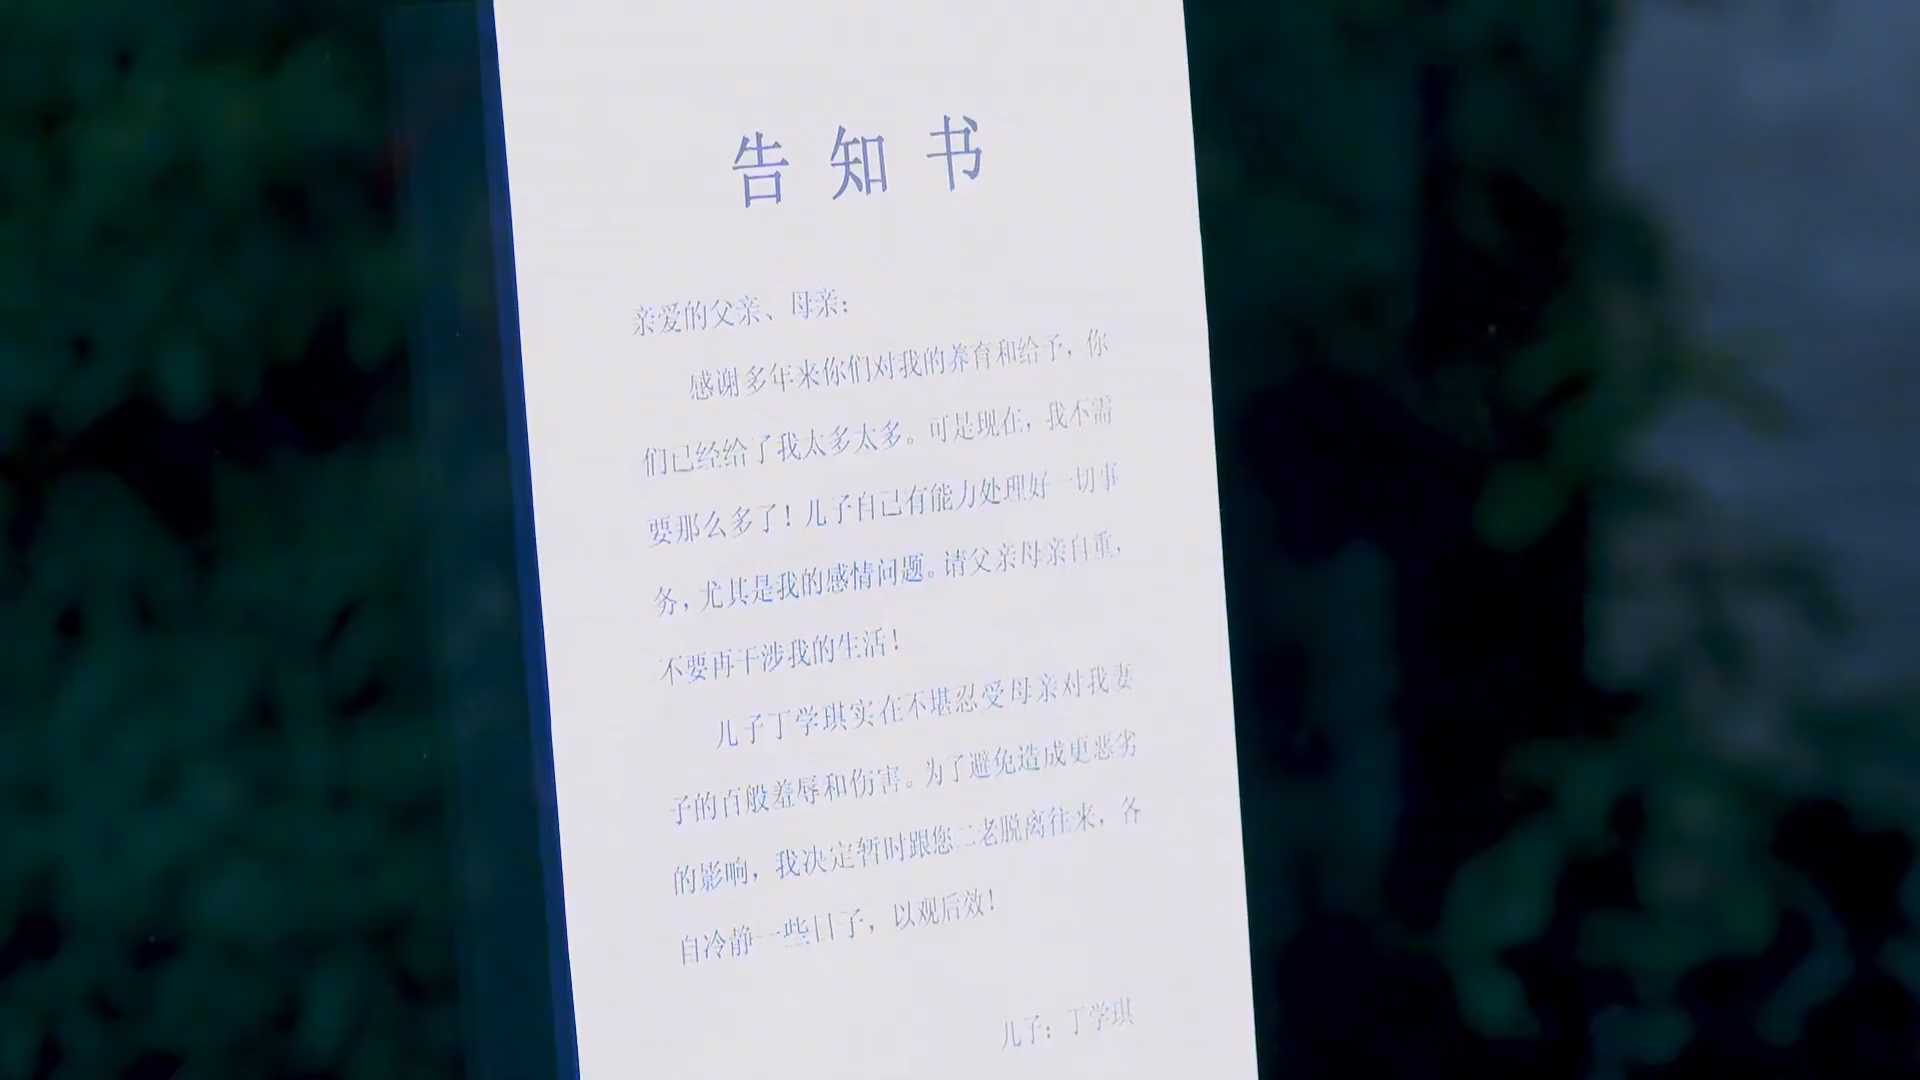 告知书
亲爱的父亲、母亲：
感谢多年来你们对我的养育和给予，你
们已经给了我太多太多。可是现在，我不需
要那么多了！儿子自己有能力处理好一切事
务，尤其是我的感情问题。请父亲母亲自重，
不要再干涉我的生活！
儿子丁学琪实在不堪忍受母亲对我妻
子的百般羞辱和伤害。为了避免造成更恶劣
的影响，我决定暂时跟您二老脱离往来，各
自冷静一些日子，以观后效！
儿子：丁学琪